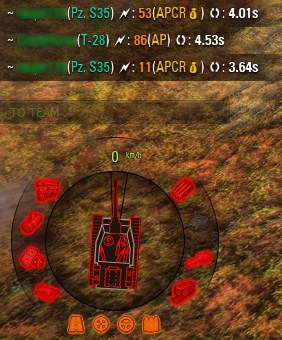 ~ (Pz. S35) : 53(APCR ) : 4.01s
~ (T-28) : 86(AP) : 4.53s
~ (Pz. S35) : 11(APCR ) : 3.64s
TO TEAM
0 km/h